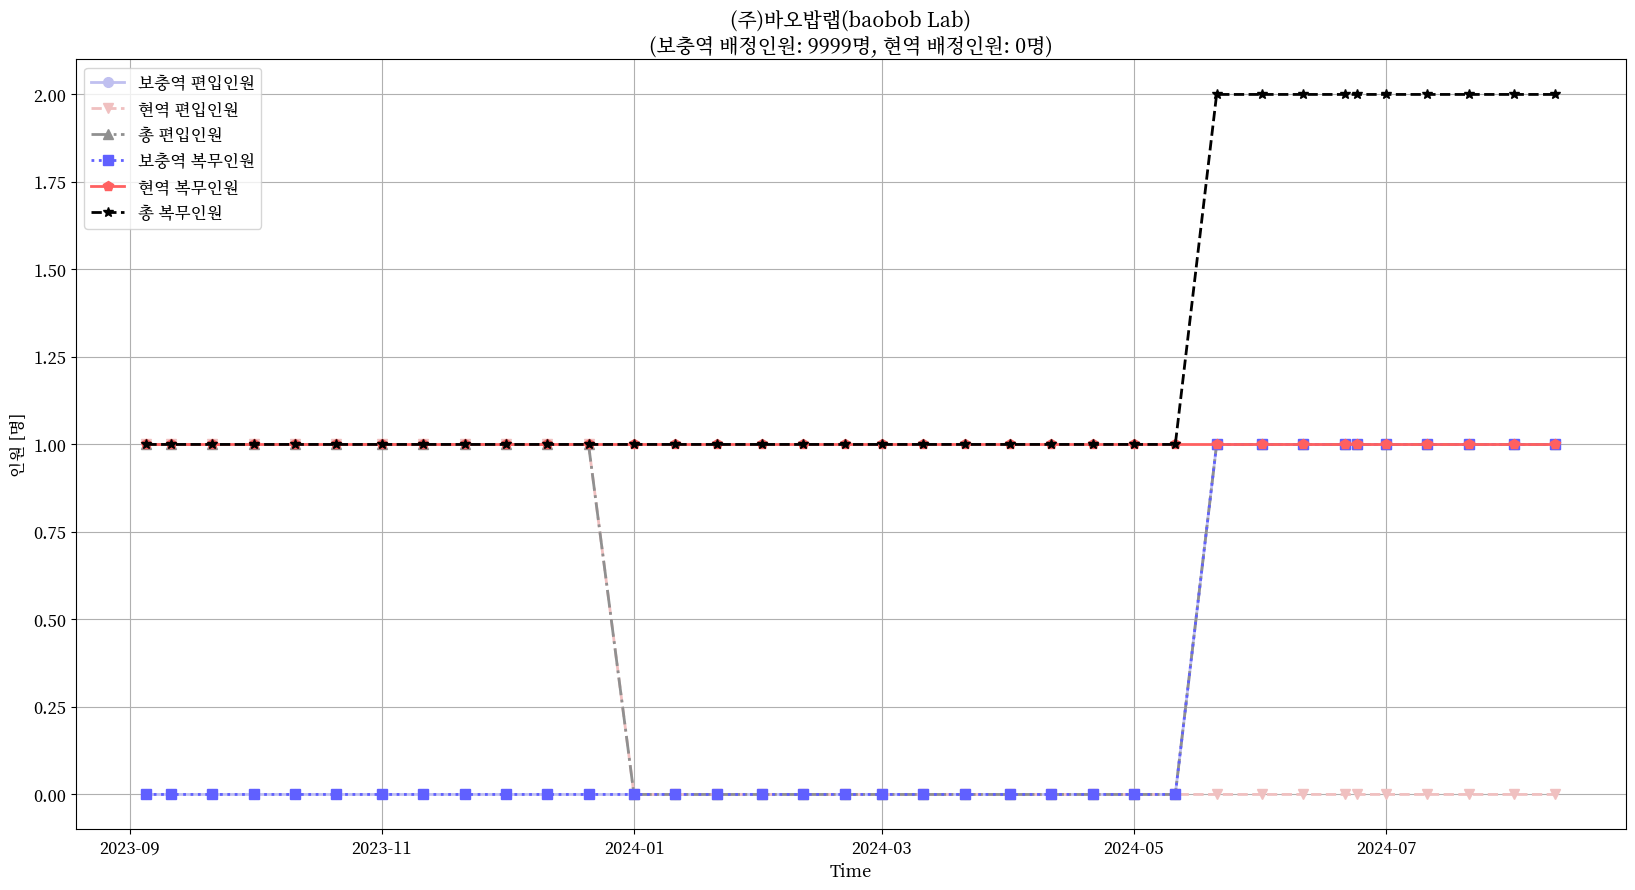 (주)바오밥랩(baobob Lab)
(보충역 배정인원: 9999명, 현역 배정인원: 0명)
보충역 편입인원
현역 편입인원
총 편입인원
보충역 복무인원
현역 복무인원
총 복무인원
2.00
1.75
1.50
1.25
1.00
0.75
0.50
0.25
0.00
인원 [명]
2023-09
2023-11
2024-01
2024-03
2024-05
2024-07
Time